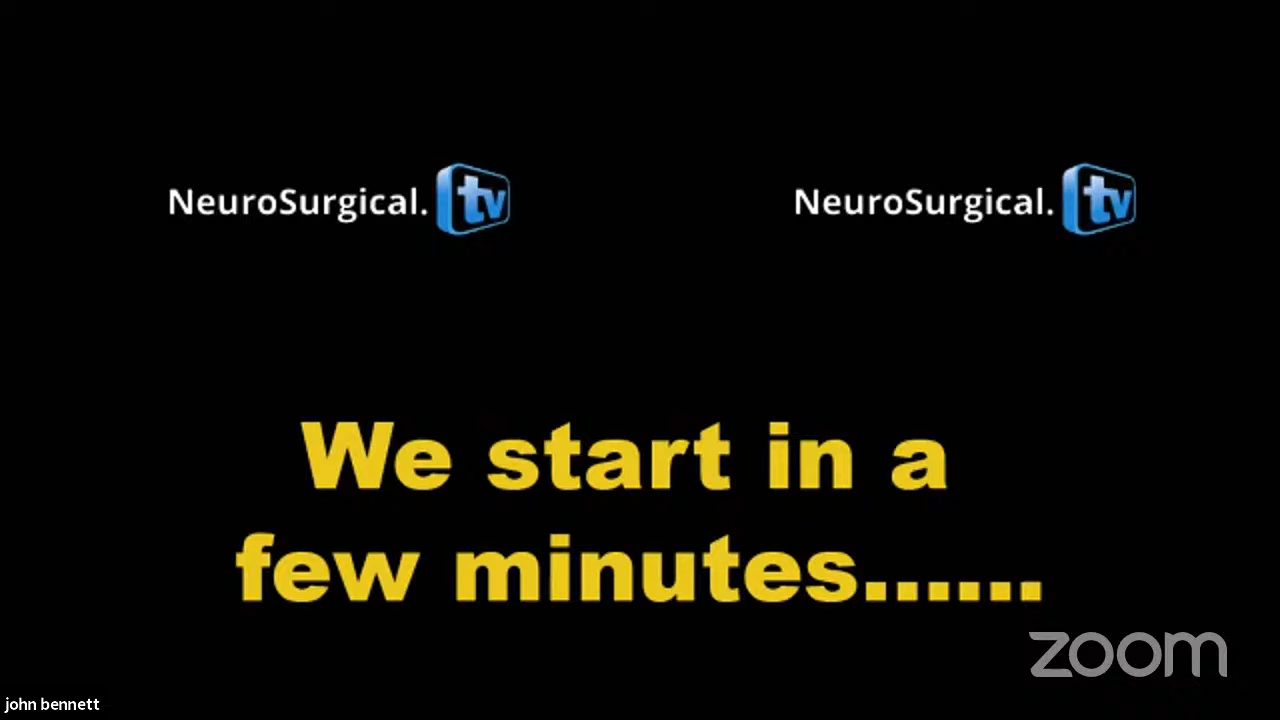 NeuroSurgical.tv NeuroSurgical.tv
We start in a
few minutes......
zoom
john bennett